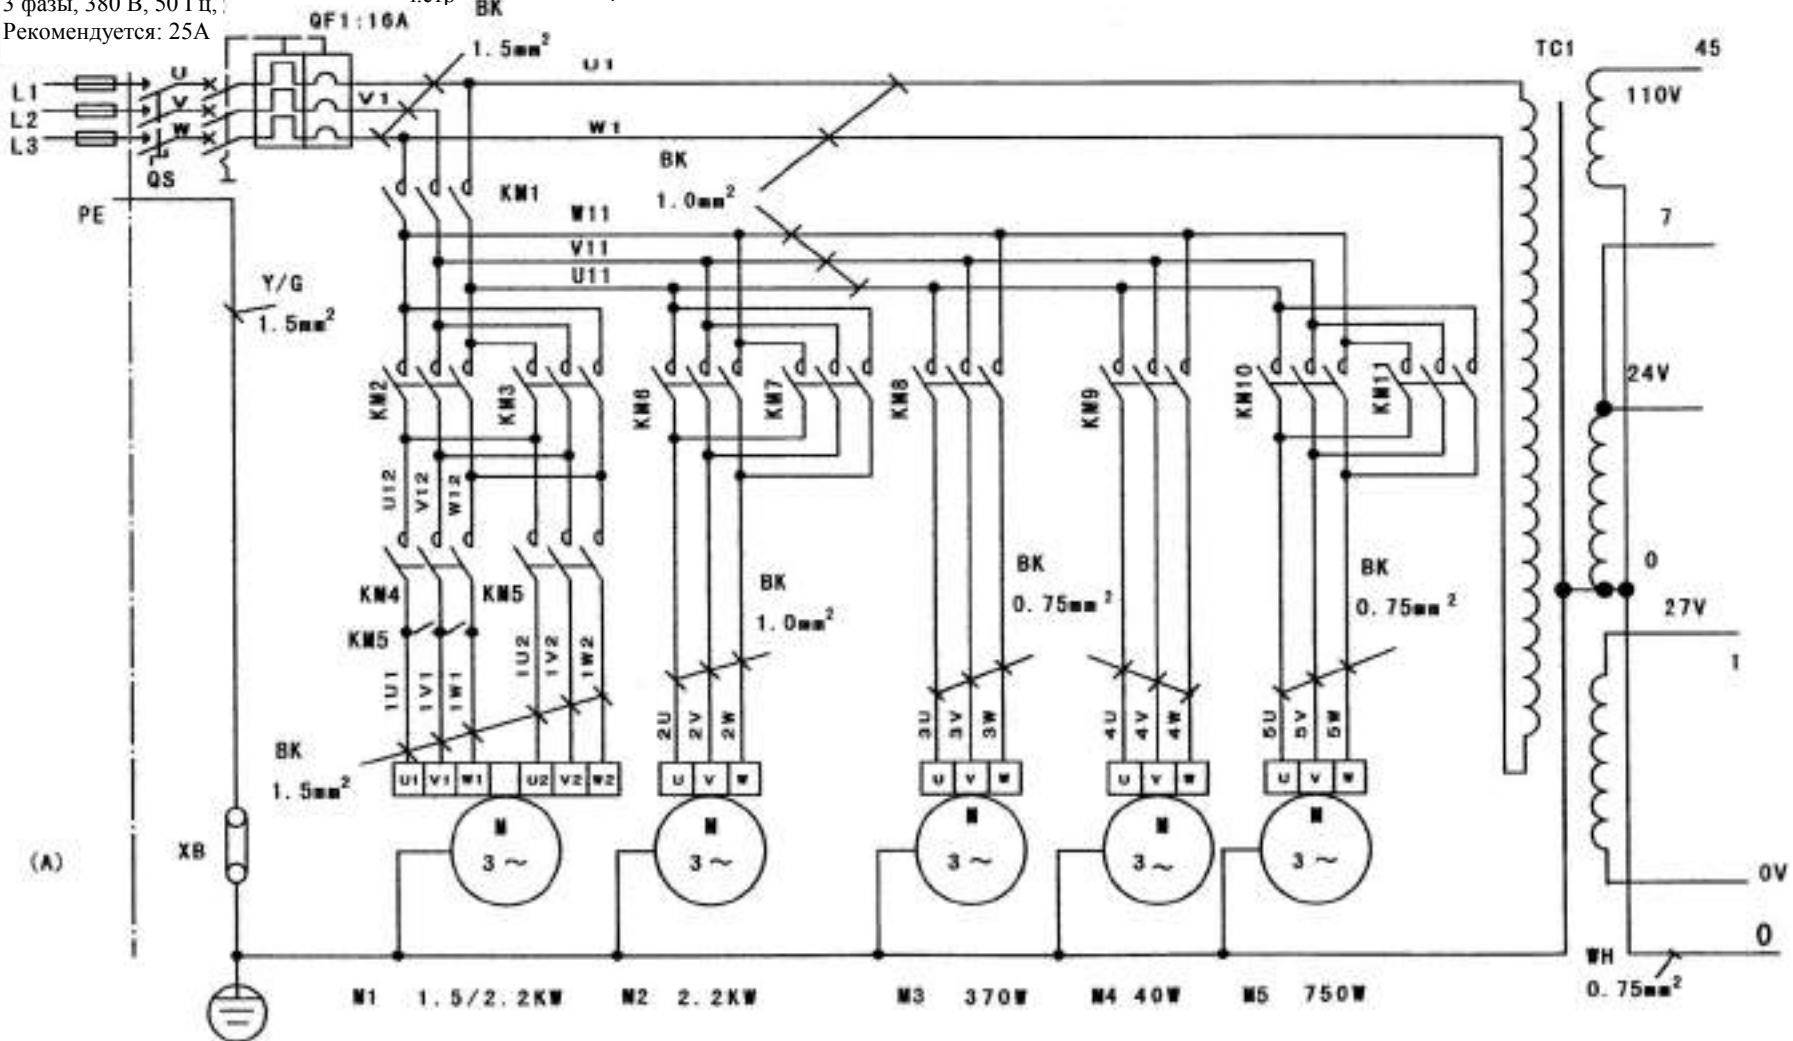 3 фазы, 380 В, 50 Гц,
Рекомендуется: 25А
QF1:16A
BK
1.5mm²
TC1
45
110V
L1
L2
L3
U
V
W
QS
V1
U1
W1
PE
KM1
BK
1.0mm²
W11
V11
U11
7
Y/G
1.5mm²
24V
KM2
KM3
KM6
KM7
KM8
KM9
KM10
KM11
U12
V12
W12
0
27V
1
KM4
KM5
KM5
BK
1.0mm²
BK
0.75mm²
BK
0.75mm²
1U1
1V1
1W1
1U2
1V2
1W2
2U
2V
2W
3U
3V
3W
4U
4V
4W
5U
5V
5W
BK
1.5mm²
U1 V1 W1 U2 V2 W2
U V W
U V W
U V W
U V W
M
3 ~
M
3 ~
M
3 ~
M
3 ~
M
3 ~
(A)
XB
0V
0
WH
0.75mm²
M1 1.5/2.2KW
M2 2.2KW
M3 370W
M4 40W
M5 750W